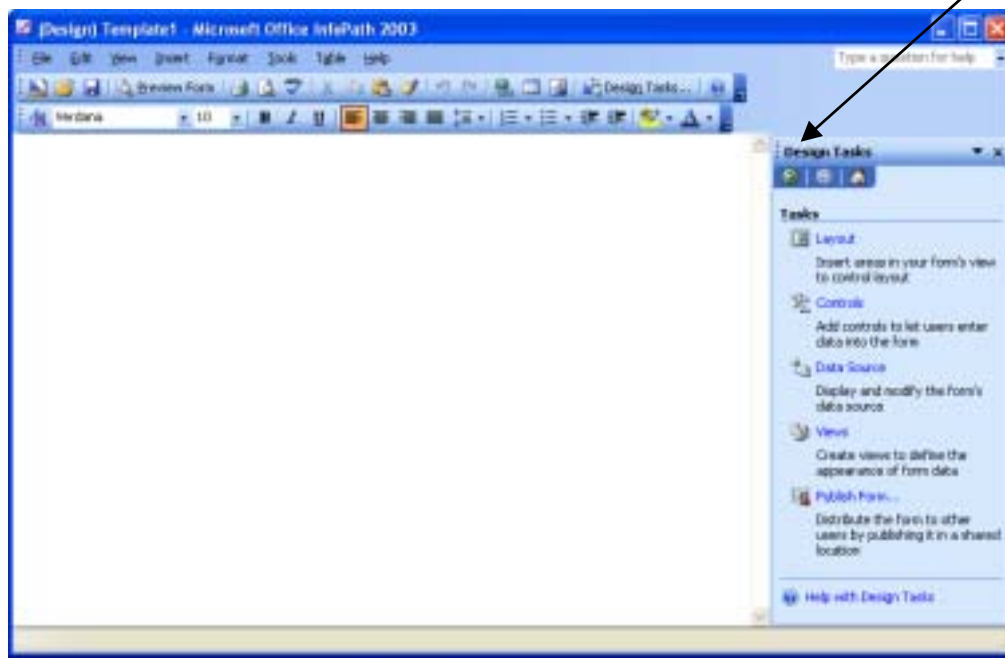 (Design) Template1 - Microsoft Office InfoPath 2003
File Edit View Insert Format Tools Table Help
Type a question for help
Preview Form Design Tasks...
Verdana 10 B I U
Design Tasks
Tasks
Layout
Insert areas in your form's view
to control layout
Controls
Add controls to let users enter
data into the form
Data Source
Display and modify the form's
data source
Views
Create views to define the
appearance of form data
Publish Form...
Distribute the form to other
users by publishing it in a shared
location
Help with Design Tasks